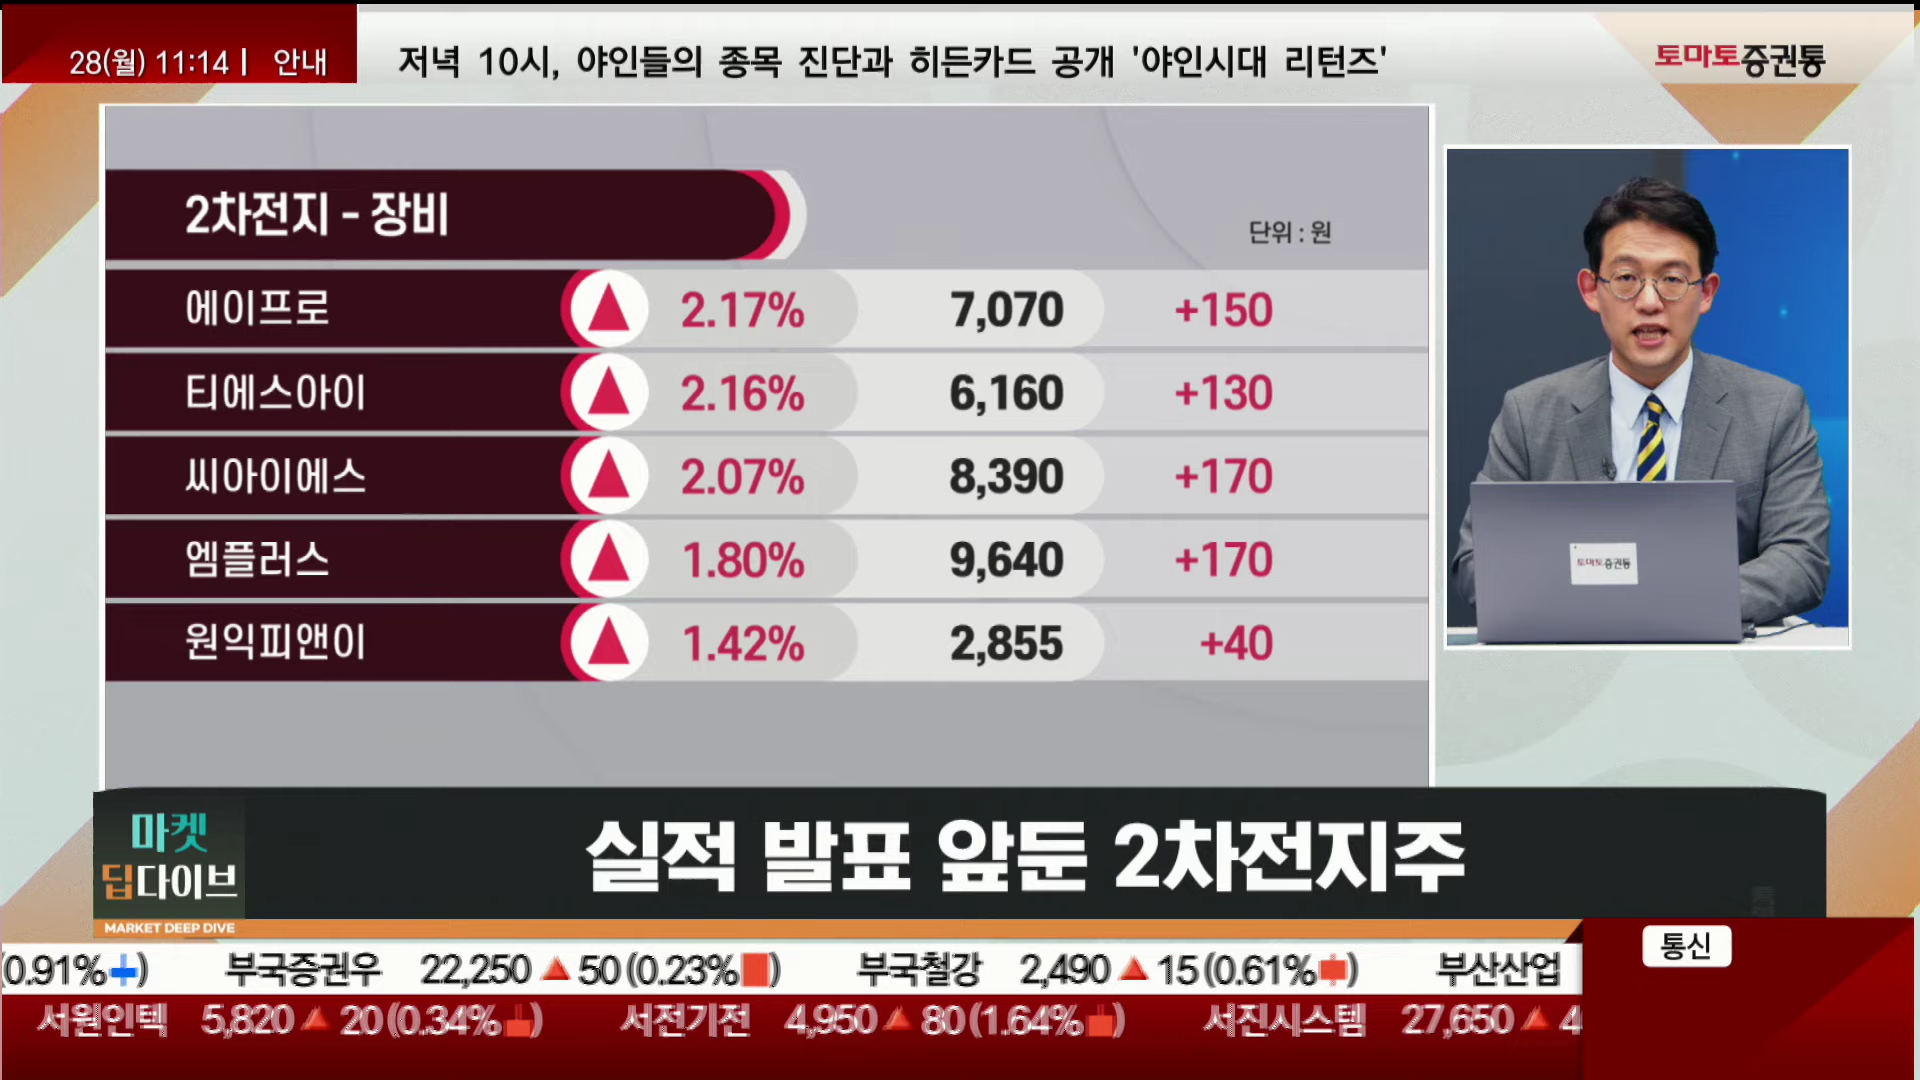 28(월) 11:14 | 안내
저녁 10시, 야인들의 종목 진단과 히든카드 공개 '야인시대 리턴즈'
토마토증권통
2차전지 - 장비
단위 : 원
에이프로 ▲ 2.17% 7,070 +150
티에스아이 ▲ 2.16% 6,160 +130
씨아이에스 ▲ 2.07% 8,390 +170
엠플러스 ▲ 1.80% 9,640 +170
원익피앤이 ▲ 1.42% 2,855 +40
토마토증권통
마켓
딥다이브
MARKET DEEP DIVE
실적 발표 앞둔 2차전지주
통신
(0.91%) 부국증권우 22,250 ▲ 50 (0.23%) 부국철강 2,490 ▲ 15 (0.61%) 부산산업
서원인텍 5,820 ▲ 20 (0.34%) 서전기전 4,950 ▲ 80 (1.64%) 서진시스템 27,650 ▲ 4